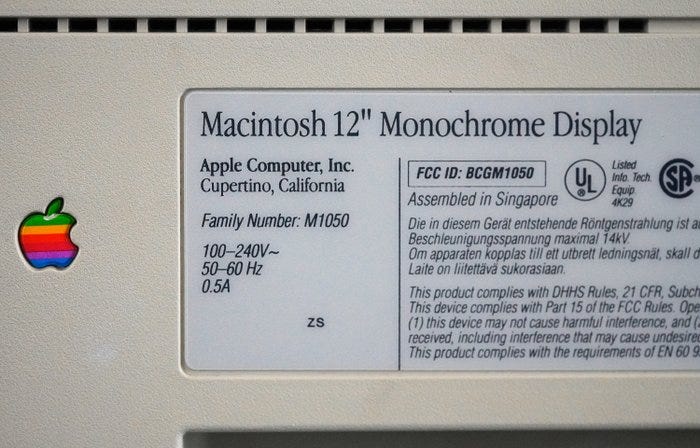 Macintosh 12" Monochrome Display
Apple Computer, Inc.
Cupertino, California
Family Number: M1050
100–240V~
50–60 Hz
0.5A
ZS
FCC ID: BCGM1050
Assembled in Singapore
UL
Listed
Info. Tech.
Equip.
4K29
SA
Die in diesem Gerät entstehende Röntgenstrahlung ist
Beschleunigungsspannung maximal 14kV.
Om apparaten kopplas till ett utbrett ledningsnät, skall
Laite on liitettävä sukorasiaan.
This product complies with DHHS Rules, 21 CFR,
This device complies with Part 15 of the FCC Rules.
(1) this device may not cause harmful interference, and
received, including interference that may cause
This product complies with the requirements of EN 60